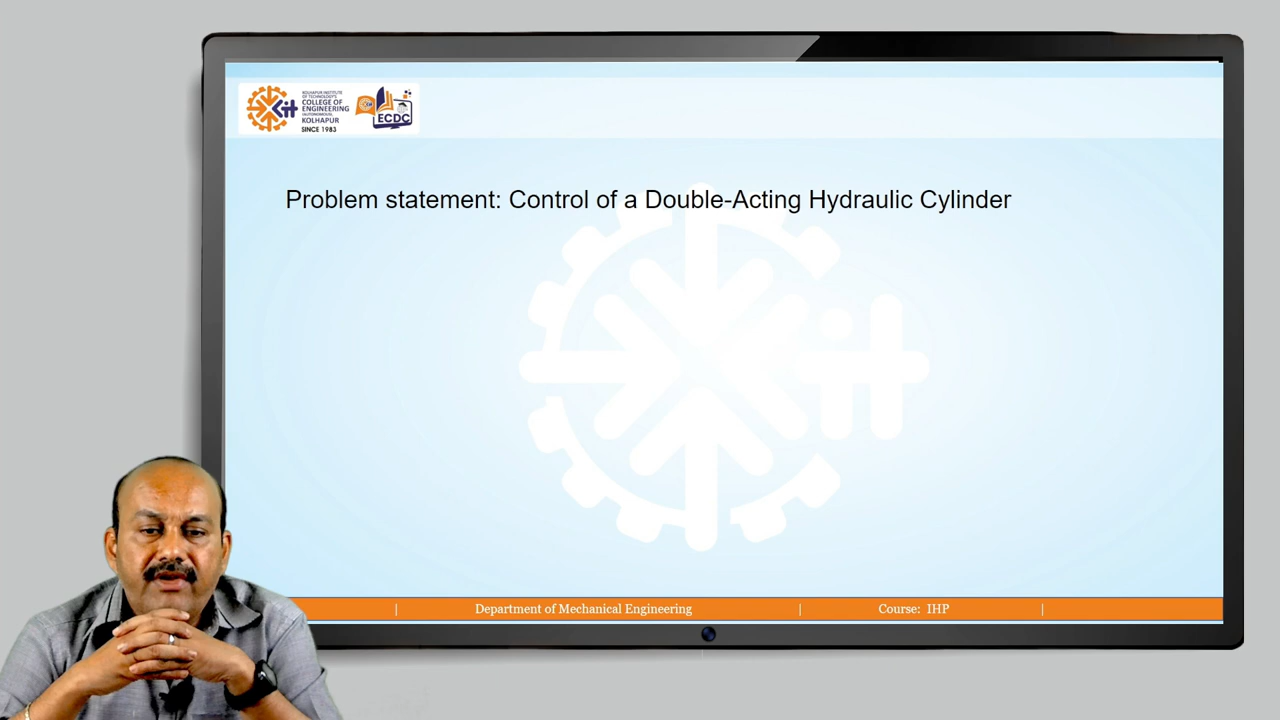 KOLHAPUR INSTITUTE
OF TECHNOLOGY'S
COLLEGE OF
ENGINEERING
(AUTONOMOUS),
KOLHAPUR
SINCE 1983
ECDC
Problem statement: Control of a Double-Acting Hydraulic Cylinder
| Department of Mechanical Engineering | Course: IHP |